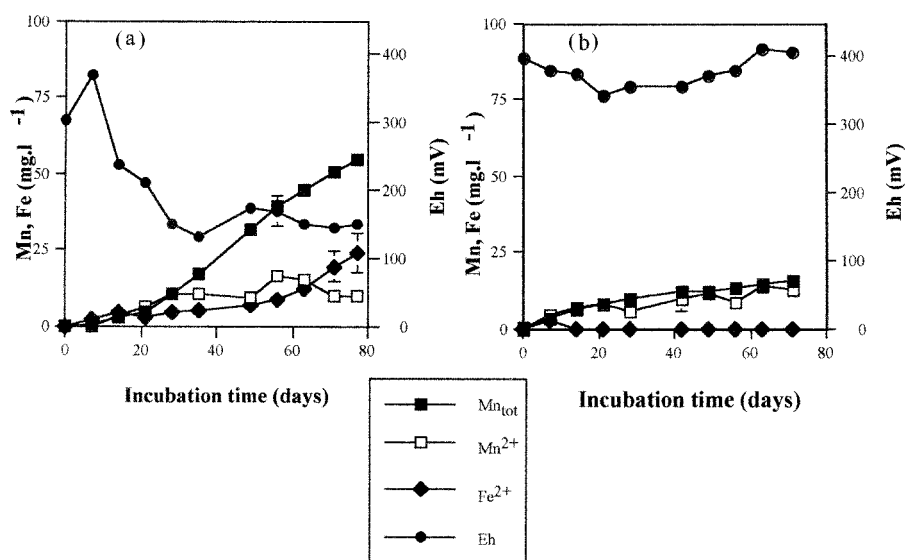 (a)
100
75
50
25
0
Mn, Fe (mg.l -1)
400
300
200
100
0
Eh (mV)
0 20 40 60 80
Incubation time (days)
(b)
100
75
50
25
0
Mn, Fe (mg.l -1)
400
300
200
100
0
Eh (mV)
0 20 40 60 80
Incubation time (days)
Mntot
Mn2+
Fe2+
Eh